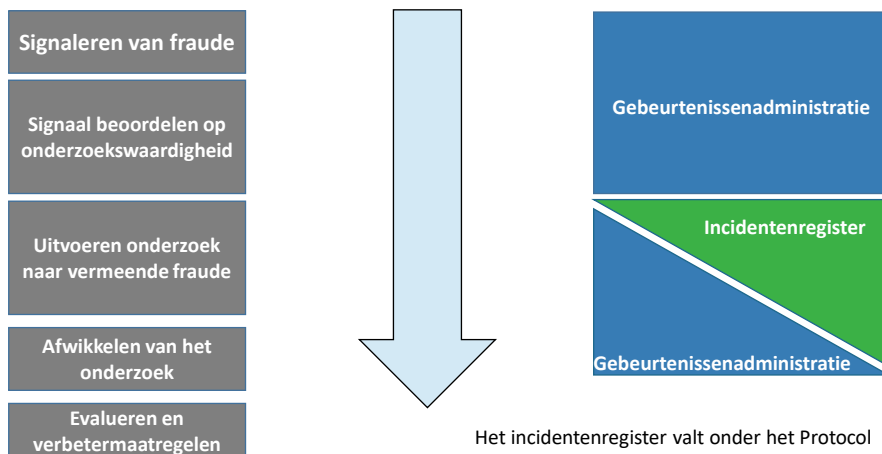 Signaleren van fraude
Signaal beoordelen op
onderzoekswaardigheid
Uitvoeren onderzoek
naar vermeende fraude
Afwikkelen van het
onderzoek
Evalueren en
verbetermaatregelen
Gebeurtenissenadministratie
Incidentenregister
Gebeurtenissenadministratie
Het incidentenregister valt onder het Protocol